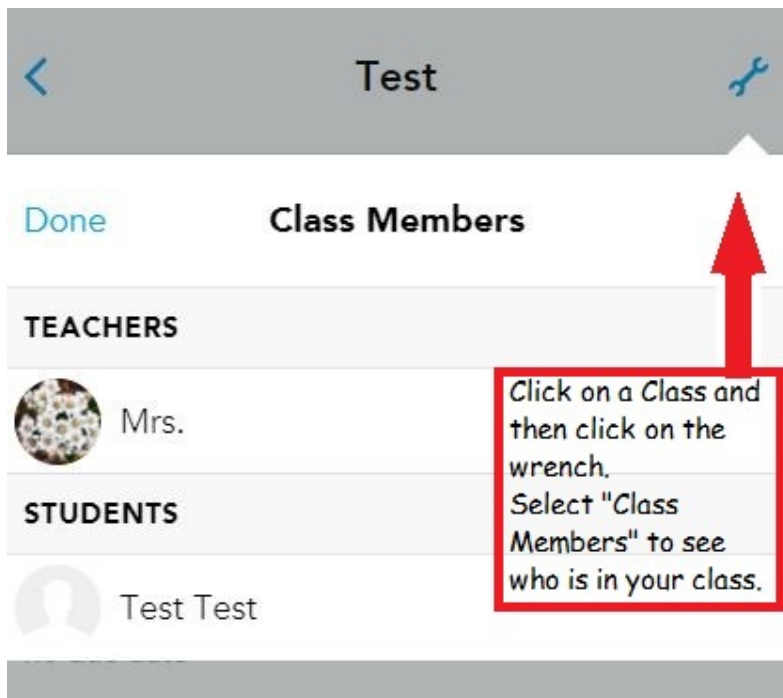 Test
Done
Class Members
TEACHERS
Mrs.
Click on a Class and
then click on the
wrench.
Select "Class
Members" to see
who is in your class.
STUDENTS
Test Test